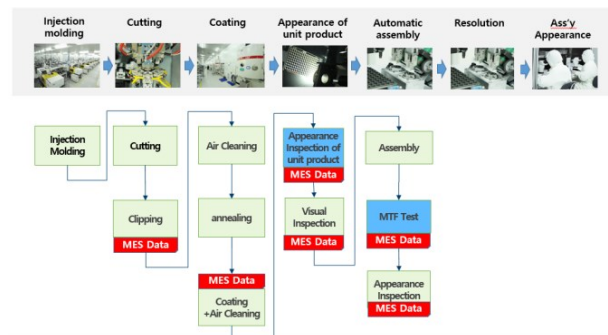 Injection
molding
Cutting
Coating
Appearance of
unit product
Automatic
assembly
Resolution
Ass'y
Appearance
Injection
Molding
Cutting
Clipping
MES Data
Air Cleaning
annealing
MES Data
Coating
+Air Cleaning
Appearance
Inspection of
unit product
MES Data
Visual
Inspection
MES Data
Assembly
MTF Test
MES Data
Appearance
Inspection
MES Data